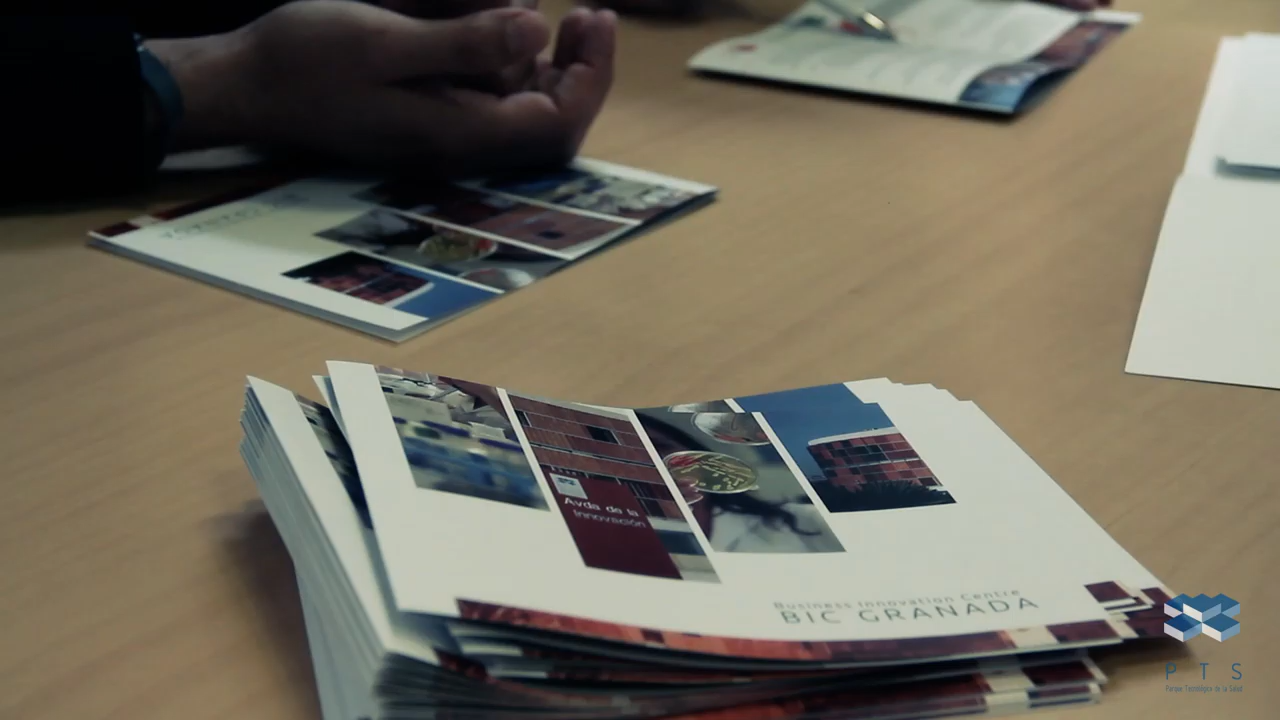 Avda de la
Innovación
Business Innovation Centre
BIC GRANADA
PTS
Parque Tecnológico de la Salud